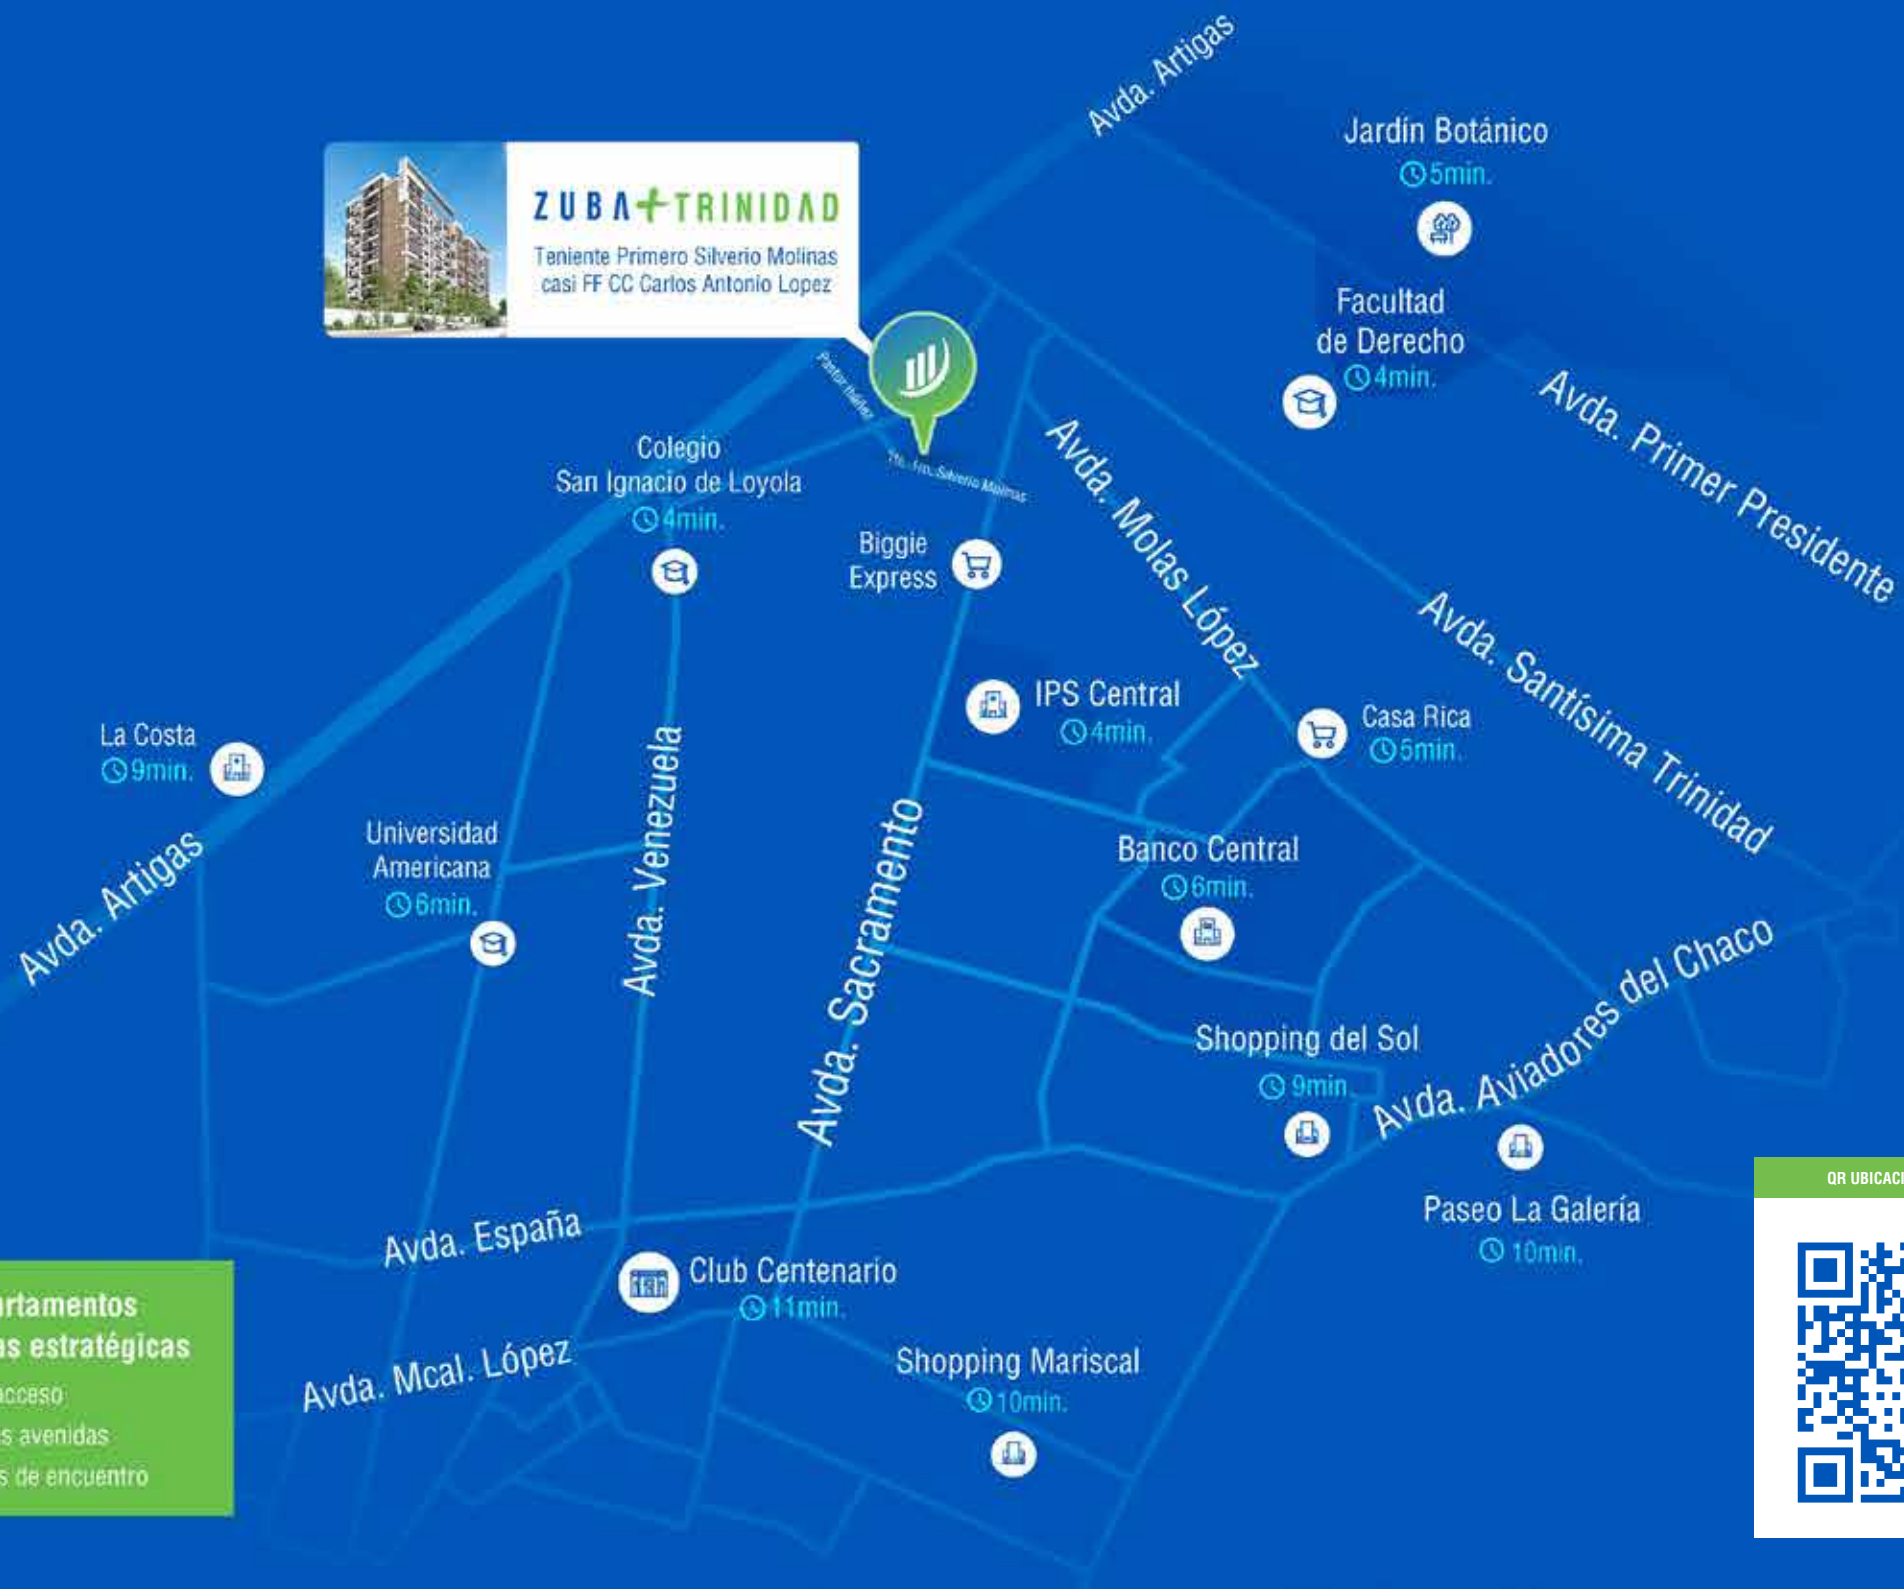 Avda. Artigas
Jardín Botánico
5min.
ZUBA+TRINIDAD
Teniente Primero Silverio Molinas
casi FF CC Carlos Antonio Lopez
Facultad
de Derecho
4min.
Avda. Primer Presidente
Colegio
San Ignacio de Loyola
4min.
Silverio Molinas
Avda. Molas López
Biggie
Express
Avda. Santísima Trinidad
IPS Central
4min.
Casa Rica
5min.
La Costa
9min.
Avda. Venezuela
Universidad
Americana
6min.
Avda. Sacramento
Banco Central
6min.
Avda. Artigas
Shopping del Sol
9min.
Avda. Aviadores del Chaco
Paseo La Galería
10min.
QR UBICACI
Avda. España
Club Centenario
11min.
Avda. Mcal. López
Shopping Mariscal
10min.
rtamentos
as estratégicas
acceso
s avenidas
s de encuentro